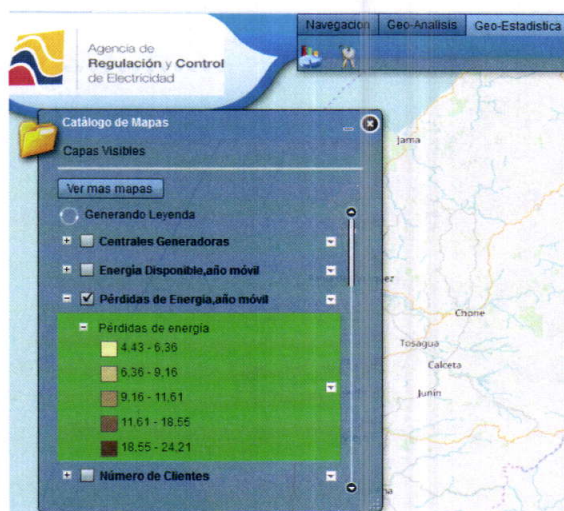 Navegación Geo-Analisis Geo-Estadistica
Agencia de
Regulación y Control
de Electricidad
Catálogo de Mapas
Capas Visibles
Ver mas mapas
Generando Leyenda
Centrales Generadoras
Energía Disponible,año móvil
Pérdidas de Energia,año móvil
Pérdidas de energía
4.43 - 6.36
6.36 - 9.16
9.16 - 11.61
11.61 - 18.55
18.55 - 24.21
Número de Clientes
Jama
Chone
Tosagua
Calceta
Junin